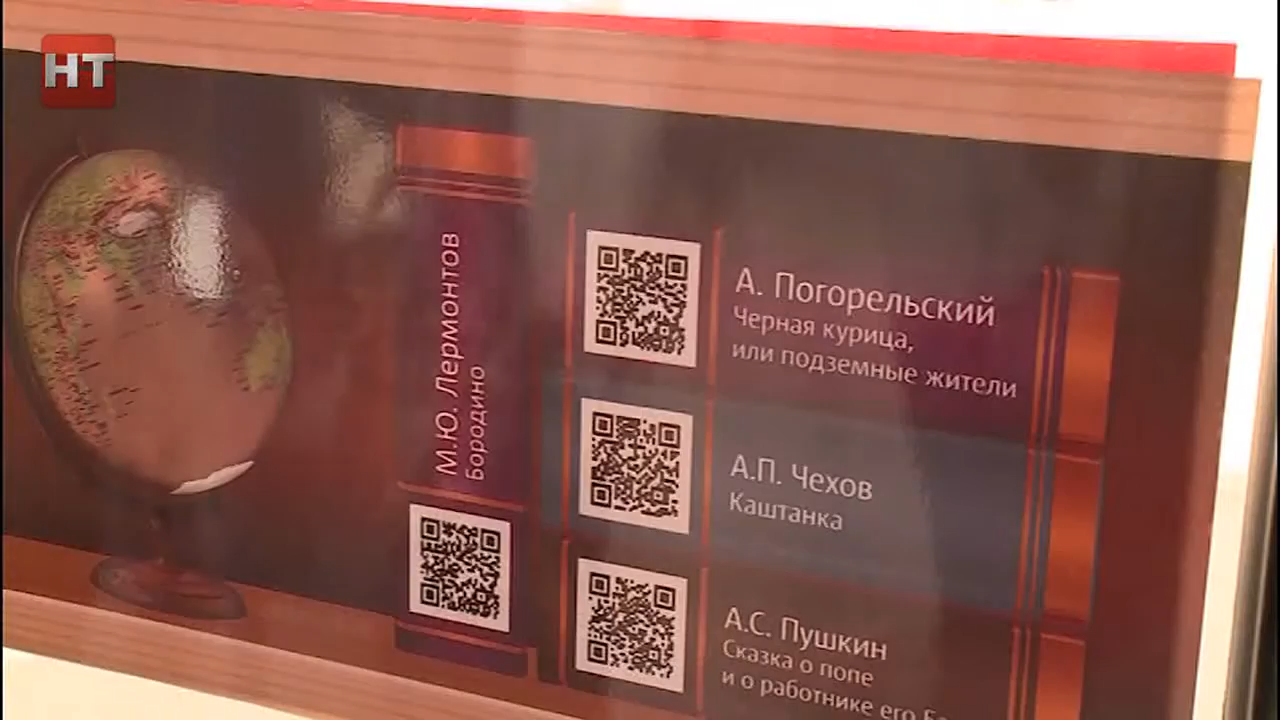 НТ
М.Ю. Лермонтов
Бородино
А. Погорельский
Черная курица,
или подземные жители
А.П. Чехов
Каштанка
А.С. Пушкин
Сказка о попе
и о работнике его